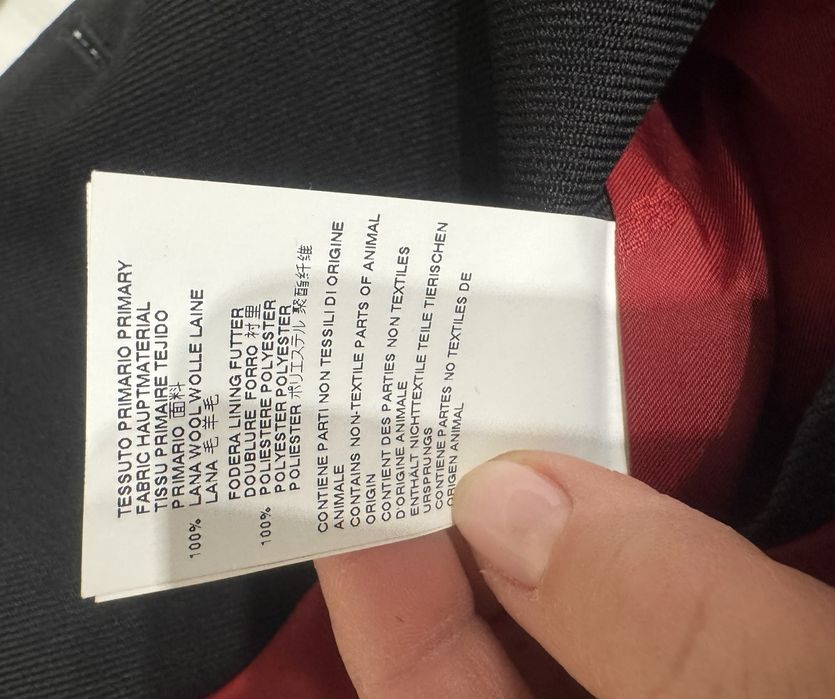 TESSUTO PRIMARIO PRIMARY
FABRIC HAUPTMATERIAL
TISSU PRIMAIRE TEJIDO
PRIMARIO 面料
100% LANA WOOL WOLLE LAINE
LANA 毛 羊毛
FODERA LINING FUTTER
DOUBLURE FORRO 衬里
100% POLIESTERE POLYESTER
POLYESTER POLYESTER
POLIESTER ポリエステル 聚酯纤维
CONTIENE PARTI NON TESSILI DI ORIGINE
ANIMALE
CONTAINS NON-TEXTILE PARTS OF ANIMAL
ORIGIN
CONTIENT DES PARTIES NON TEXTILES
D'ORIGINE ANIMALE
ENTHÄLT NICHTTEXTILE TEILE TIERISCHEN
URSPRUNGS
CONTIENE PARTES NO TEXTILES DE
ORIGEN ANIMAL